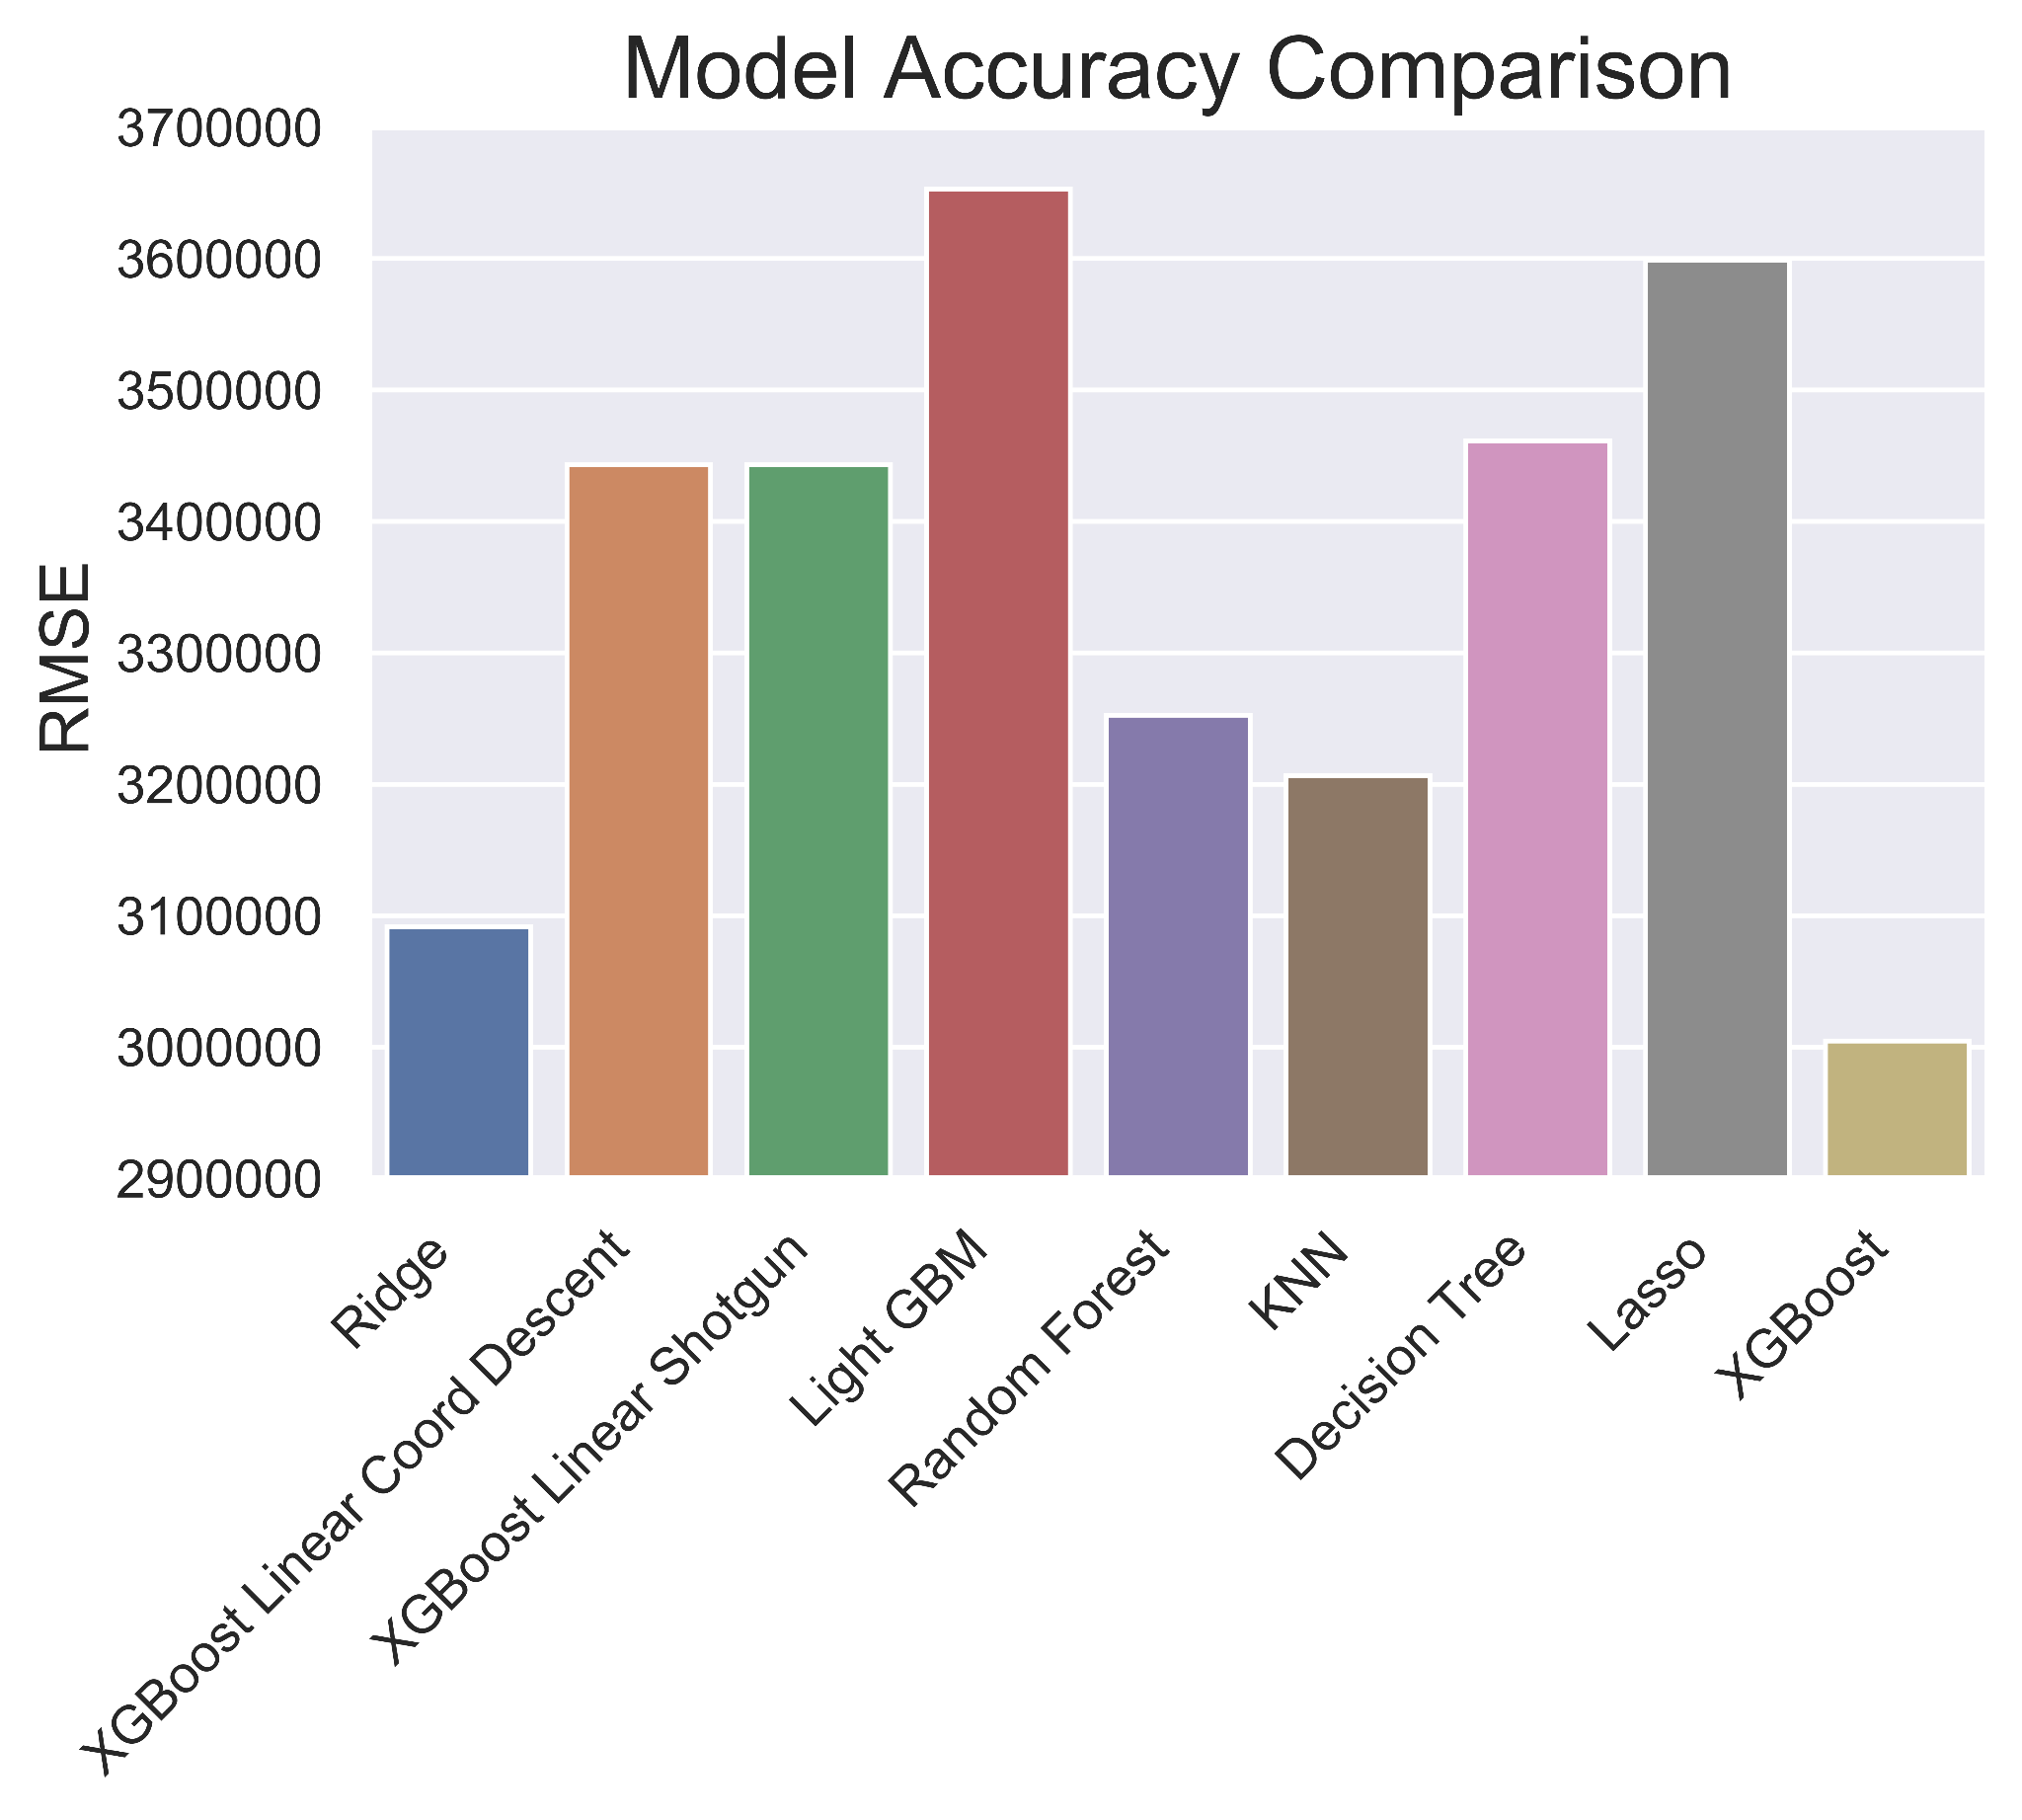 Model Accuracy Comparison
3700000
3600000
3500000
3400000
3300000
3200000
3100000
3000000
2900000
RMSE
Ridge
XGBoost Linear Coord Descent
XGBoost Linear Shotgun
Light GBM
Random Forest
KNN
Decision Tree
Lasso
XGBoost